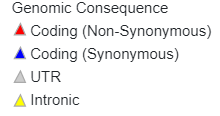 Genomic Consequence
Coding (Non-Synonymous)
Coding (Synonymous)
UTR
Intronic